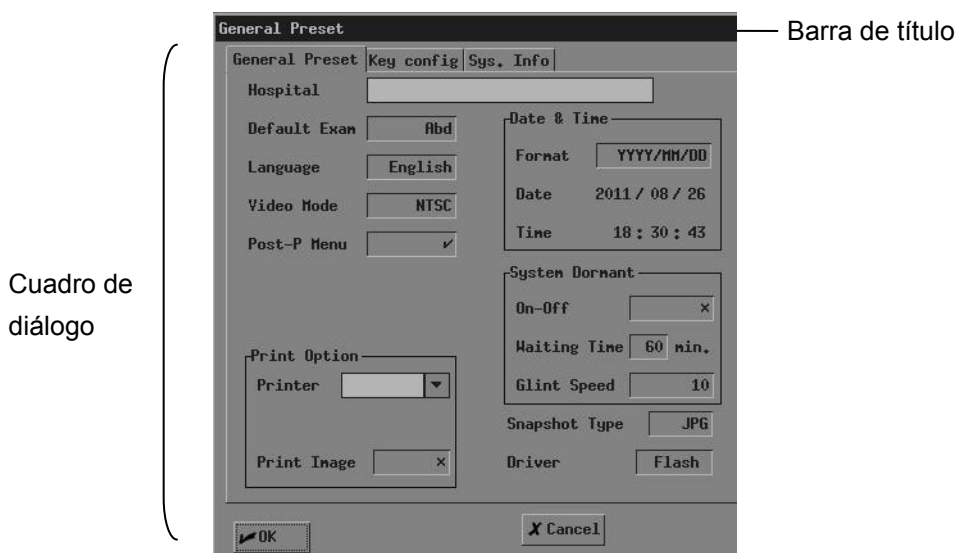 General Preset
Barra de título
General Preset Key config Sys. Info
Hospital
Default Exam Abd
Language English
Video Mode NTSC
Post-P Menu ✔
Date & Time
Format YYYY/MM/DD
Date 2011 / 08 / 26
Time 18 : 30 : 43
System Dormant
On-Off ×
Waiting Time 60 min.
Glint Speed 10
Cuadro de
diálogo
Print Option
Printer
Print Image ×
Snapshot Type JPG
Driver Flash
✔OK
✗ Cancel